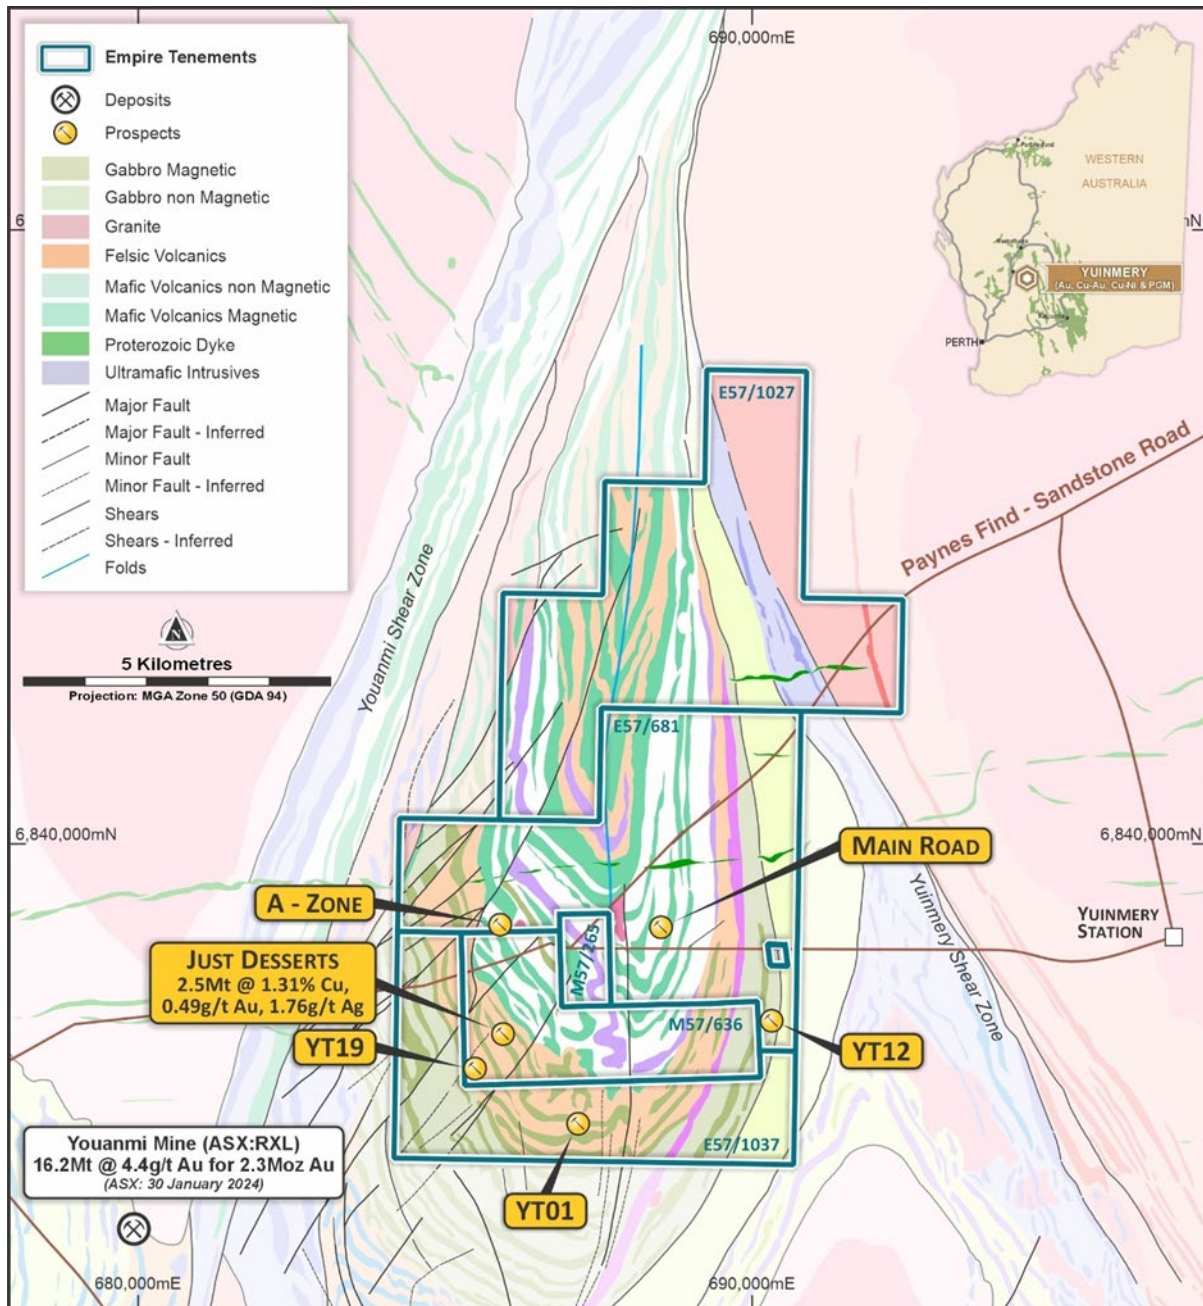 690,000mE
Empire Tenements
Deposits
Prospects
Gabbro Magnetic
Gabbro non Magnetic
Granite
Felsic Volcanics
Mafic Volcanics non Magnetic
Mafic Volcanics Magnetic
Proterozoic Dyke
Ultramafic Intrusives
Major Fault
Major Fault - Inferred
Minor Fault
Minor Fault - Inferred
Shears
Shears - Inferred
Folds
WESTERN
AUSTRALIA
YUINMERY
(Au, Cu-Au, Cu-Ni & PGM)
PERTH
6
mN
N
5 Kilometres
Projection: MGA Zone 50 (GDA 94)
Youanmi Shear Zone
E57/1027
Paynes Find - Sandstone Road
E57/681
6,840,000mN
6,840,000mN
MAIN ROAD
A - ZONE
JUST DESSERTS
2.5Mt @ 1.31% Cu,
0.49g/t Au, 1.76g/t Ag
M57/265
YUINMERY
STATION
Yuinmery Shear Zone
M57/636
YT19
YT12
E57/1037
Youanmi Mine (ASX:RXL)
16.2Mt @ 4.4g/t Au for 2.3Moz Au
(ASX: 30 January 2024)
YT01
680,000mE
690,000mE